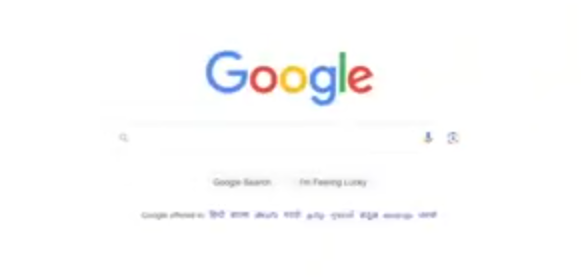 Google
Google Search I'm Feeling Lucky
Google offered in: हिन्दी বাংলা తెలుగు मराठी தமிழ் ગુજરાતી ಕನ್ನಡ മലയാളം ਪੰਜਾਬੀ